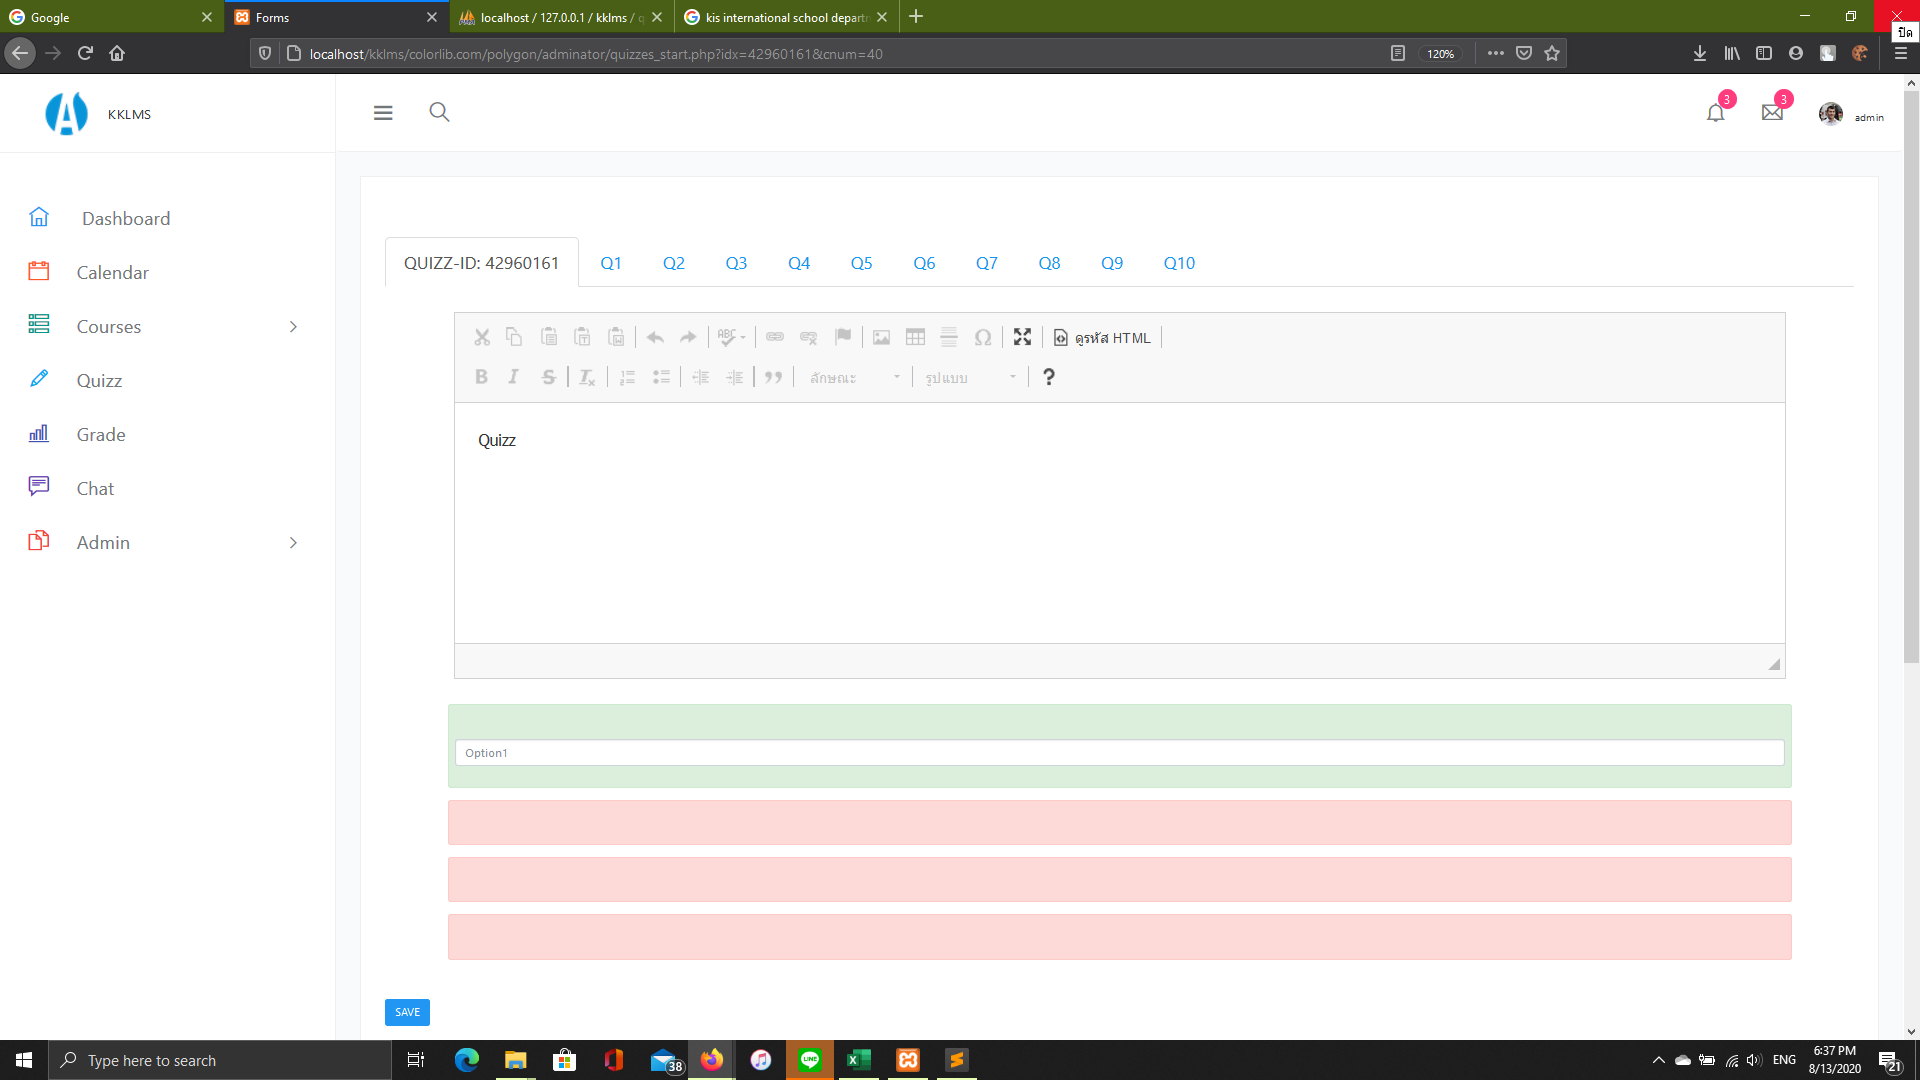 Google
Forms
localhost / 127.0.0.1 / kklms / q
kis international school departm
ปิด
localhost/kklms/colorlib.com/polygon/adminator/quizzes_start.php?idx=42960161&cnum=40
120%
KKLMS
3
3
admin
Dashboard
Calendar
Courses
Quizz
Grade
Chat
Admin
QUIZZ-ID: 42960161
Q1
Q2
Q3
Q4
Q5
Q6
Q7
Q8
Q9
Q10
ABC
Ω
ดูรหัส HTML
B I S Tx
ลักษณะ
รูปแบบ
?
Quizz
Option1
SAVE
Type here to search
38
LINE
ENG
6:37 PM
8/13/2020
21